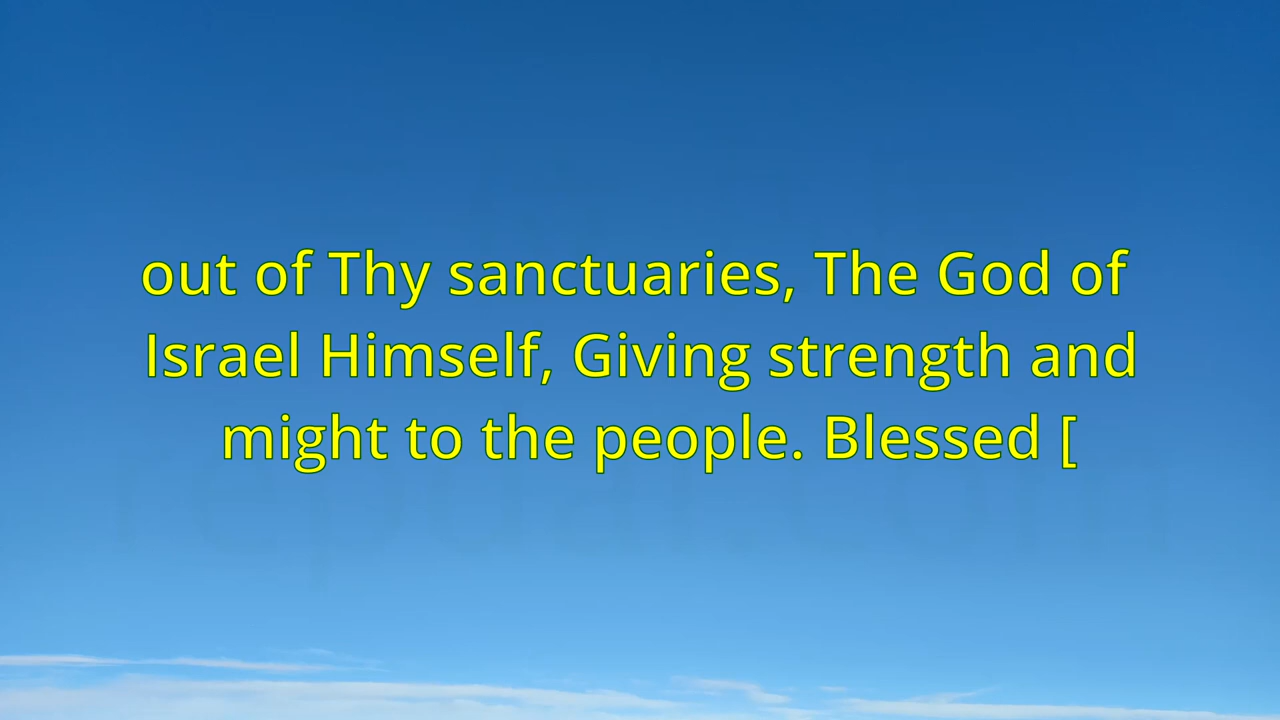 out of Thy sanctuaries, The God of
Israel Himself, Giving strength and
might to the people. Blessed [